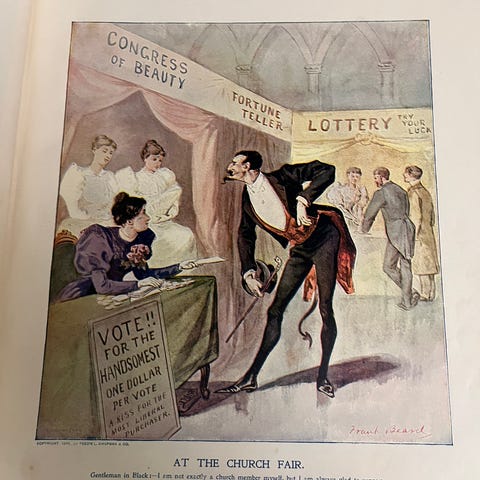 CONGRESS
OF BEAUTY
FORTUNE
TELLER
LOTTERY
TRY
YOUR
LUCK
VOTE!!
FOR THE
HANDSOMEST
ONE DOLLAR
PER VOTE
A KISS FOR THE
MOST LIBERAL
PURCHASER.
Frank Beard
COPYRIGHT,
AT THE CHURCH FAIR.
Gentleman in Black:—I am not exactly a church member myself, but I am always glad to